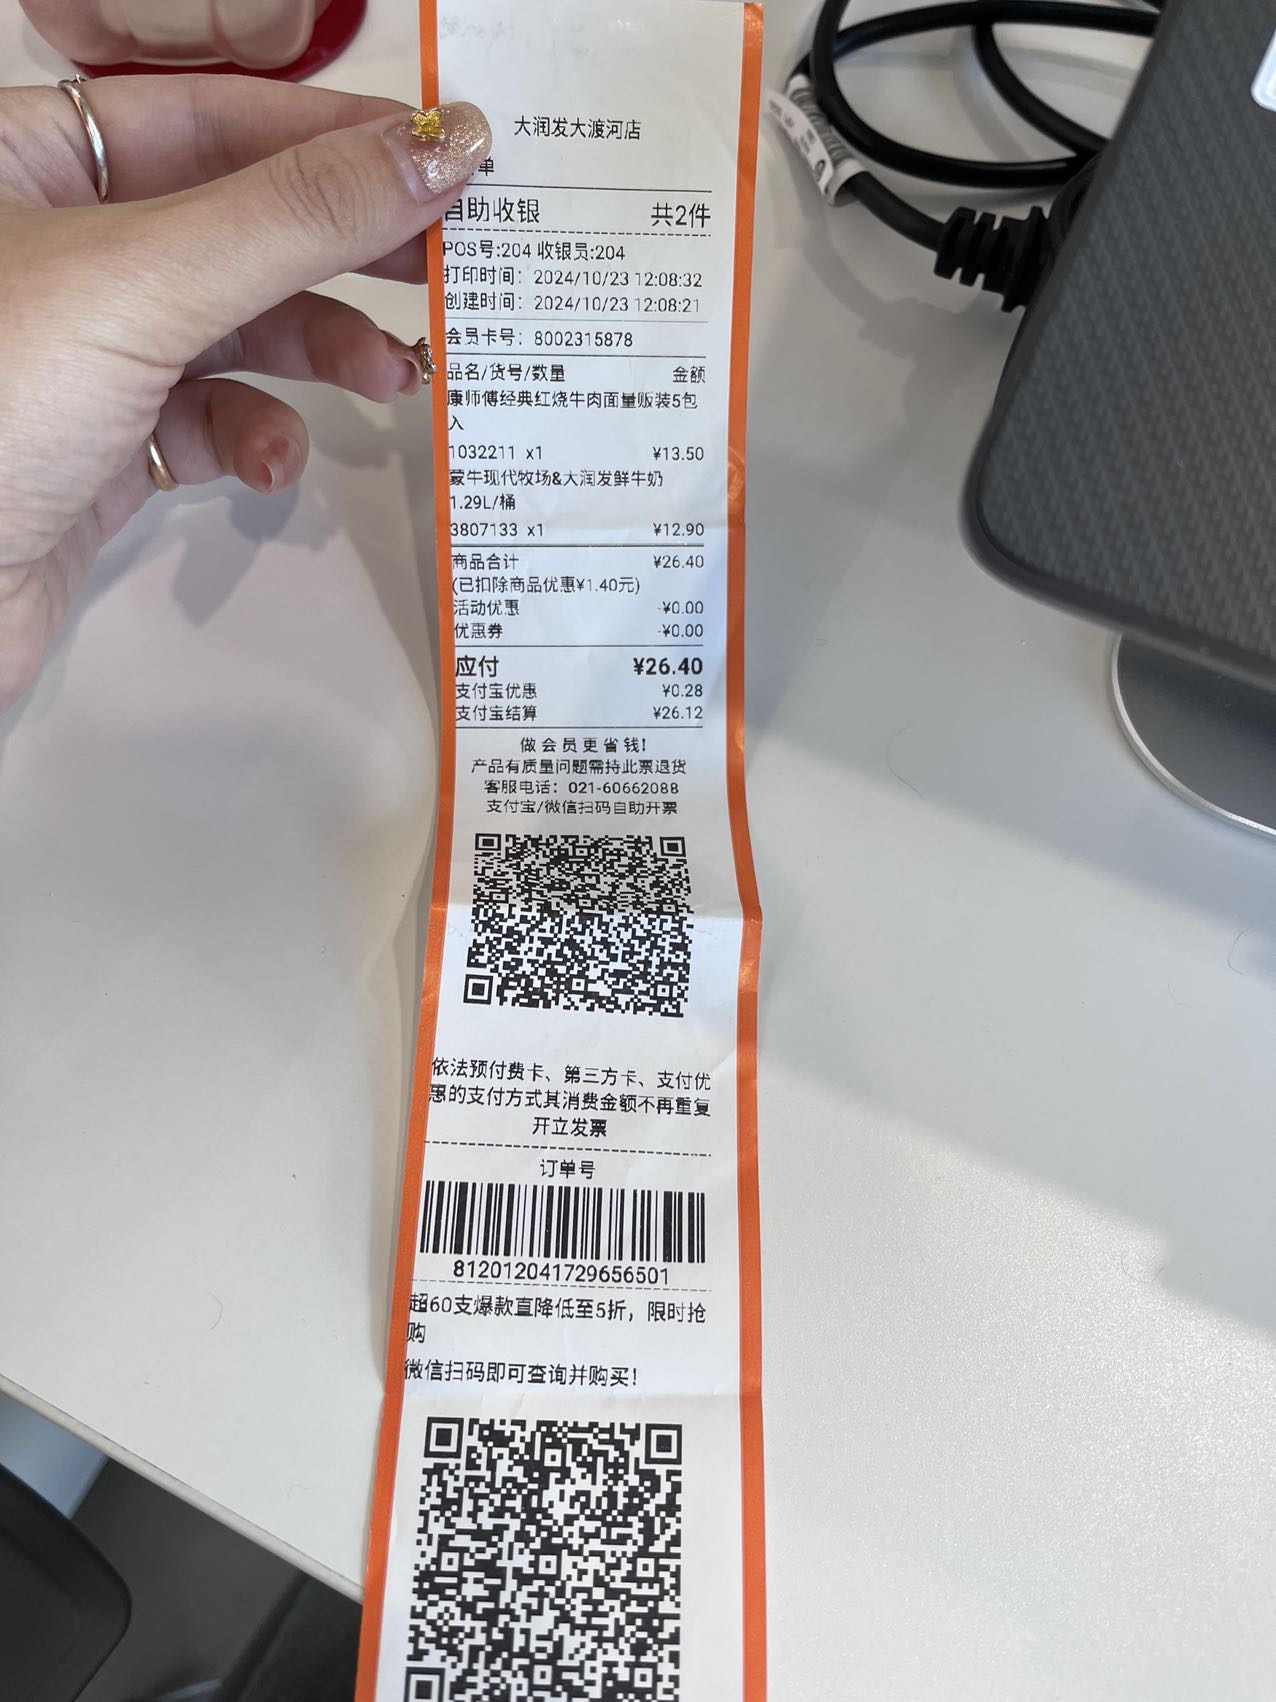 大润发大渡河店
单
自助收银 共2件
POS号:204 收银员:204
打印时间：2024/10/23 12:08:32
创建时间：2024/10/23 12:08:21
会员卡号：8002315878
品名/货号/数量 金额
康师傅经典红烧牛肉面量贩装5包
入
1032211 x1 ¥13.50
蒙牛现代牧场&大润发鲜牛奶
1.29L/桶
3807133 x1 ¥12.90
商品合计 ¥26.40
(已扣除商品优惠¥1.40元)
活动优惠 -¥0.00
优惠券 -¥0.00
应付 ¥26.40
支付宝优惠 ¥0.28
支付宝结算 ¥26.12
做会员更省钱！
产品有质量问题需持此票退货
客服电话：021-60662088
支付宝/微信扫码自助开票
依法预付费卡、第三方卡、支付优
惠的支付方式其消费金额不再重复
开立发票
订单号
812012041729656501
超60支爆款直降低至5折，限时抢
购
微信扫码即可查询并购买！